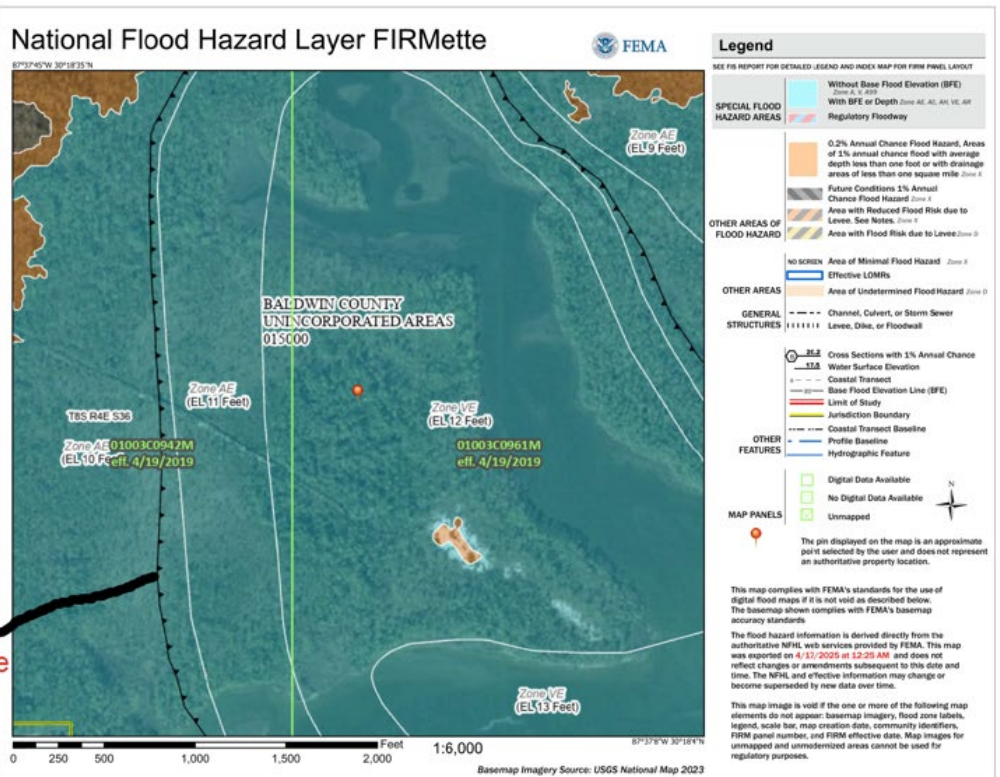 National Flood Hazard Layer FIRMette
FEMA
87°37'45"W 30°18'35"N
Zone AE
(EL 9 Feet)
BALDWIN COUNTY
UNINCORPORATED AREAS
015000
Zone AE
(EL 11 Feet)
T8S R4E S36
Zone VE
(EL 12 Feet)
Zone AE 01003C0942M
(EL 10 Feet) eff. 4/19/2019
01003C0961M
eff. 4/19/2019
e
Zone VE
(EL 13 Feet)
0 250 500 1,000 1,500 2,000
Feet
1:6,000
87°37'8"W 30°18'4"N
Basemap Imagery Source: USGS National Map 2023
Legend
SEE FIS REPORT FOR DETAILED LEGEND AND INDEX MAP FOR FIRM PANEL LAYOUT
SPECIAL FLOOD
HAZARD AREAS
Without Base Flood Elevation (BFE)
Zone A, V, A99
With BFE or Depth Zone AE, AO, AH, VE, AR
Regulatory Floodway
0.2% Annual Chance Flood Hazard, Areas
of 1% annual chance flood with average
depth less than one foot or with drainage
areas of less than one square mile Zone X
Future Conditions 1% Annual
Chance Flood Hazard Zone X
Area with Reduced Flood Risk due to
Levee. See Notes. Zone X
Area with Flood Risk due to Levee Zone D
OTHER AREAS OF
FLOOD HAZARD
NO SCREEN Area of Minimal Flood Hazard Zone X
Effective LOMRs
OTHER AREAS
Area of Undetermined Flood Hazard Zone D
GENERAL
STRUCTURES
Channel, Culvert, or Storm Sewer
Levee, Dike, or Floodwall
B 20.2 Cross Sections with 1% Annual Chance
17.5 Water Surface Elevation
Coastal Transect
Base Flood Elevation Line (BFE)
Limit of Study
Jurisdiction Boundary
Coastal Transect Baseline
OTHER
FEATURES
Profile Baseline
Hydrographic Feature
Digital Data Available
No Digital Data Available
MAP PANELS
Unmapped
N
The pin displayed on the map is an approximate
point selected by the user and does not represent
an authoritative property location.
This map complies with FEMA's standards for the use of
digital flood maps if it is not void as described below.
The basemap shown complies with FEMA's basemap
accuracy standards
The flood hazard information is derived directly from the
authoritative NFHL web services provided by FEMA. This map
was exported on 4/17/2025 at 12:25 AM and does not
reflect changes or amendments subsequent to this date and
time. The NFHL and effective information may change or
become superseded by new data over time.
This map image is void if the one or more of the following map
elements do not appear: basemap imagery, flood zone labels,
legend, scale bar, map creation date, community identifiers,
FIRM panel number, and FIRM effective date. Map images for
unmapped and unmodernized areas cannot be used for
regulatory purposes.